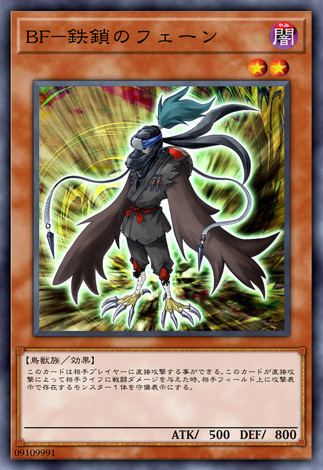 BF－鉄鎖のフェーン
やみ
闇
【鳥獣族／効果】
このカードは相手プレイヤーに直接攻撃する事ができる。このカードが直接攻
撃によって相手ライフに戦闘ダメージを与えた時、相手フィールド上に攻撃表
示で存在するモンスター１体を守備表示にする。
ATK/ 500 DEF/ 800
09109991